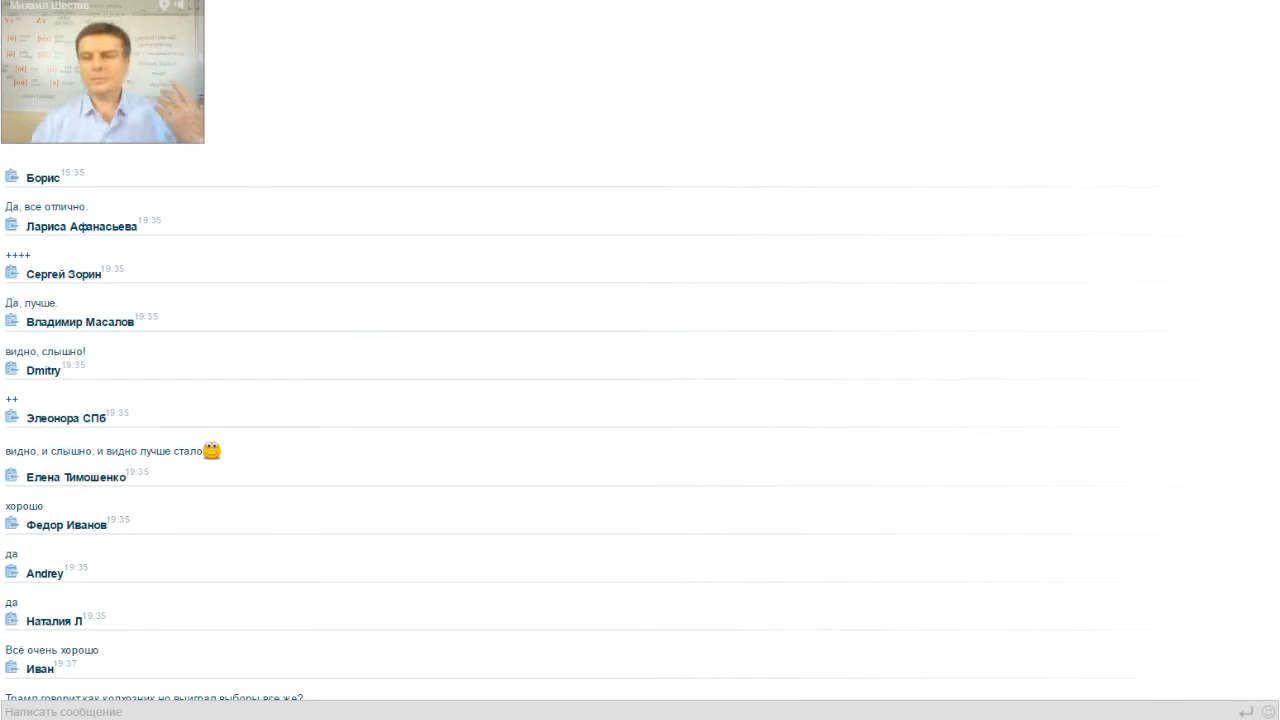 Михаил Шестов
Борис 19:35
Да, все отлично.
Лариса Афанасьева 19:35
++++
Сергей Зорин 19:35
Да, лучше.
Владимир Масалов 19:35
видно, слышно!
Dmitry 19:35
++
Элеонора СПб 19:35
видно, и слышно, и видно лучше стало
Елена Тимошенко 19:35
хорошо
Федор Иванов 19:35
да
Andrey 19:35
да
Наталия Л 19:35
Всё очень хорошо
Иван 19:37
Трамп говорит как колхозник но выиграл выборы все же?
Написать сообщение